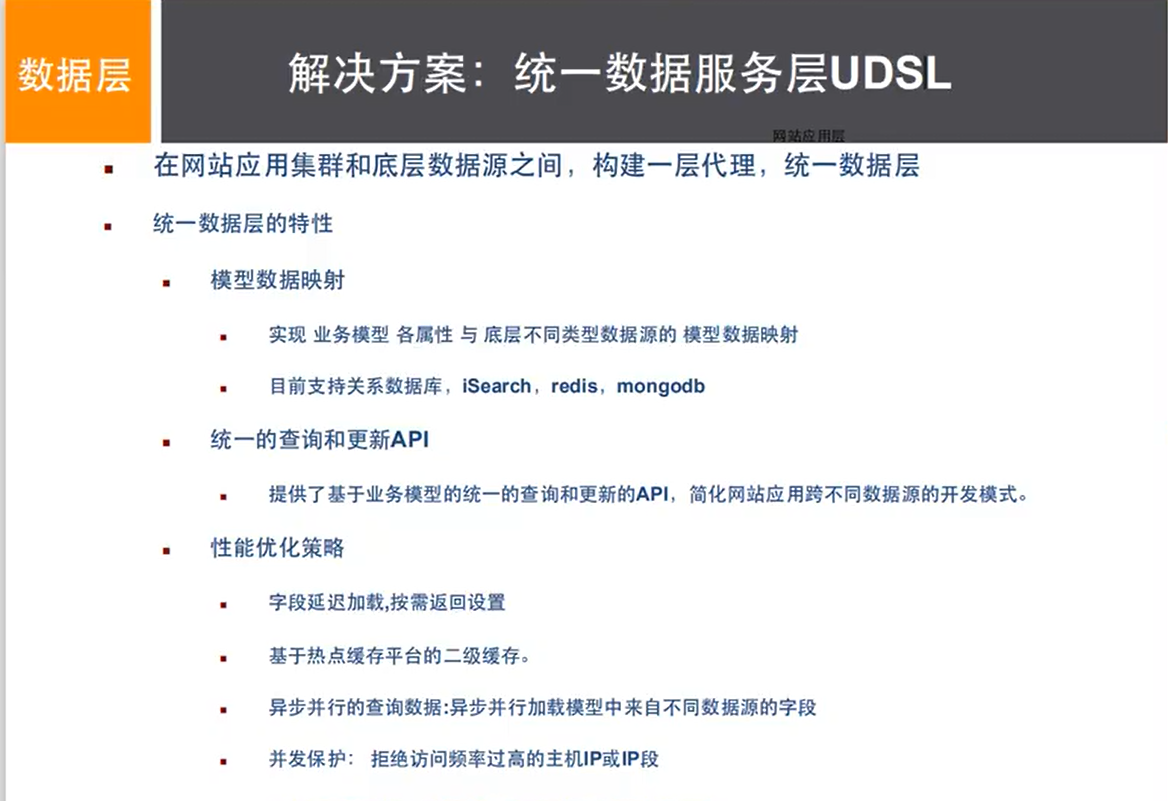 数据层
解决方案：统一数据服务层UDSL
网站应用层
在网站应用集群和底层数据源之间，构建一层代理，统一数据层
统一数据层的特性
模型数据映射
实现 业务模型 各属性 与 底层不同类型数据源的 模型数据映射
目前支持关系数据库，iSearch，redis，mongodb
统一的查询和更新API
提供了基于业务模型的统一的查询和更新的API，简化网站应用跨不同数据源的开发模式。
性能优化策略
字段延迟加载,按需返回设置
基于热点缓存平台的二级缓存。
异步并行的查询数据:异步并行加载模型中来自不同数据源的字段
并发保护： 拒绝访问频率过高的主机IP或IP段